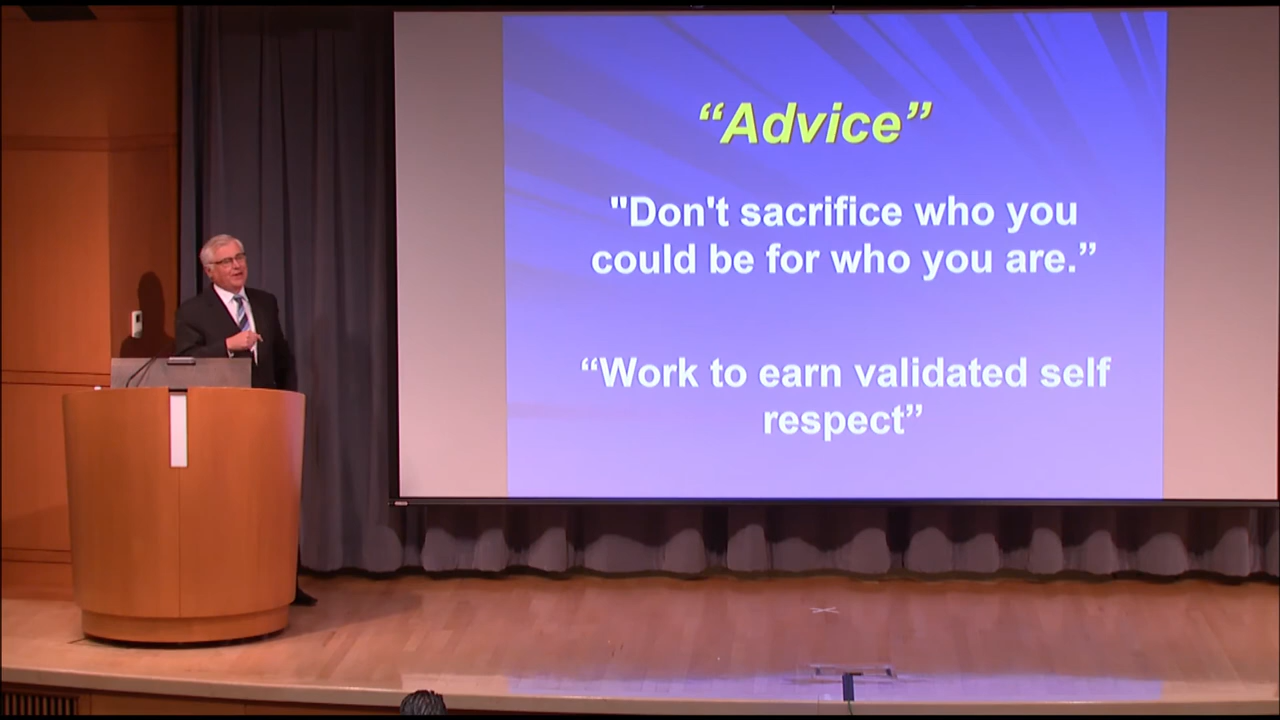 “Advice”
"Don't sacrifice who you
could be for who you are.”
“Work to earn validated self
respect”